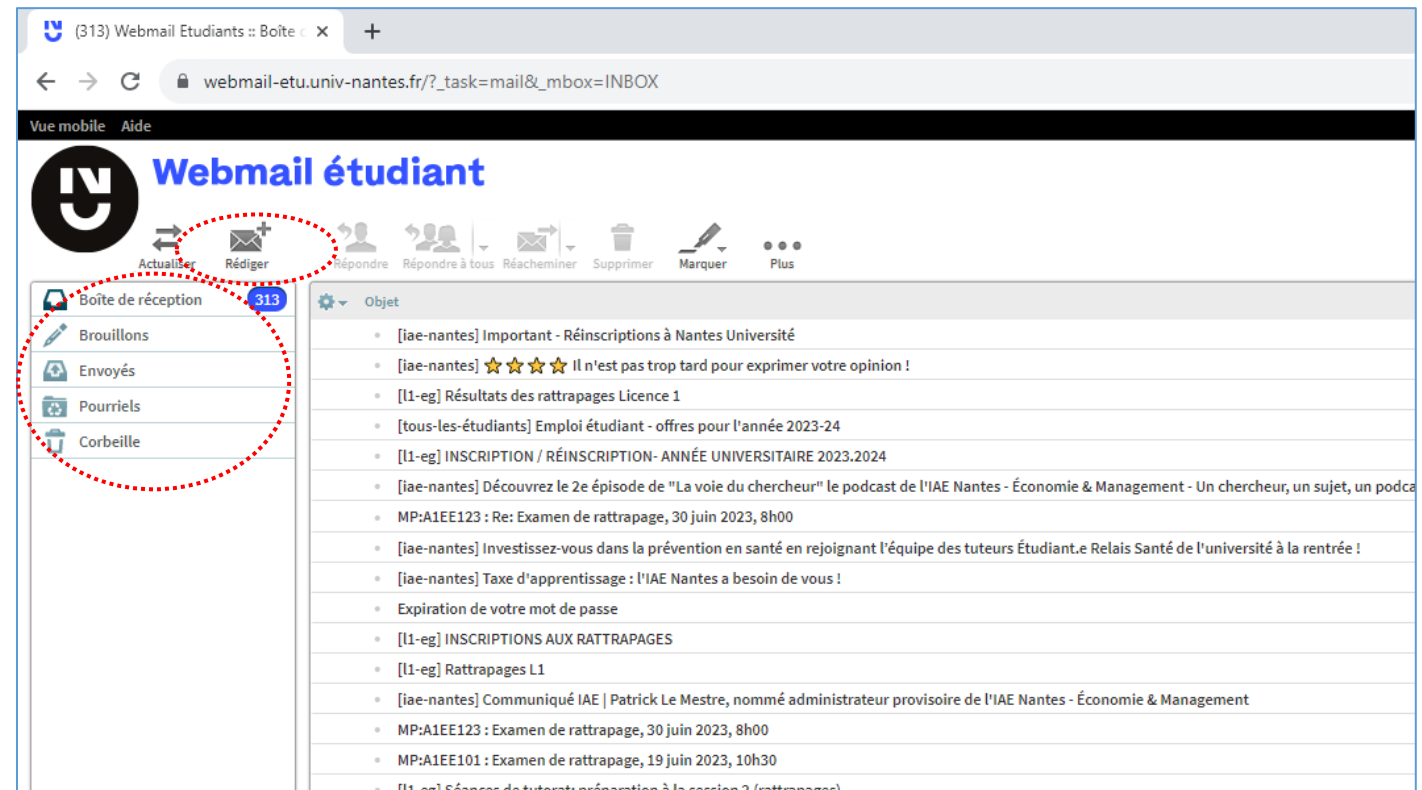 (313) Webmail Etudiants :: Boîte
webmail-etu.univ-nantes.fr/?_task=mail&_mbox=INBOX
Vue mobile Aide
Webmail étudiant
Actualiser Rédiger Répondre Répondre à tous Réacheminer Supprimer Marquer Plus
Boîte de réception 313
Brouillons
Envoyés
Pourriels
Corbeille
Objet
[iae-nantes] Important - Réinscriptions à Nantes Université
[iae-nantes] ⭐⭐⭐⭐ Il n'est pas trop tard pour exprimer votre opinion !
[l1-eg] Résultats des rattrapages Licence 1
[tous-les-étudiants] Emploi étudiant - offres pour l'année 2023-24
[l1-eg] INSCRIPTION / RÉINSCRIPTION- ANNÉE UNIVERSITAIRE 2023.2024
[iae-nantes] Découvrez le 2e épisode de "La voie du chercheur" le podcast de l'IAE Nantes - Économie & Management - Un chercheur, un sujet, un podca
MP:A1EE123 : Re: Examen de rattrapage, 30 juin 2023, 8h00
[iae-nantes] Investissez-vous dans la prévention en santé en rejoignant l’équipe des tuteurs Étudiant.e Relais Santé de l'université à la rentrée !
[iae-nantes] Taxe d'apprentissage : l'IAE Nantes a besoin de vous !
Expiration de votre mot de passe
[l1-eg] INSCRIPTIONS AUX RATTRAPAGES
[l1-eg] Rattrapages L1
[iae-nantes] Communiqué IAE | Patrick Le Mestre, nommé administrateur provisoire de l'IAE Nantes - Économie & Management
MP:A1EE123 : Examen de rattrapage, 30 juin 2023, 8h00
MP:A1EE101 : Examen de rattrapage, 19 juin 2023, 10h30
[l1-eg] Séances de tutorat: préparation à la session 2 (rattrapages)